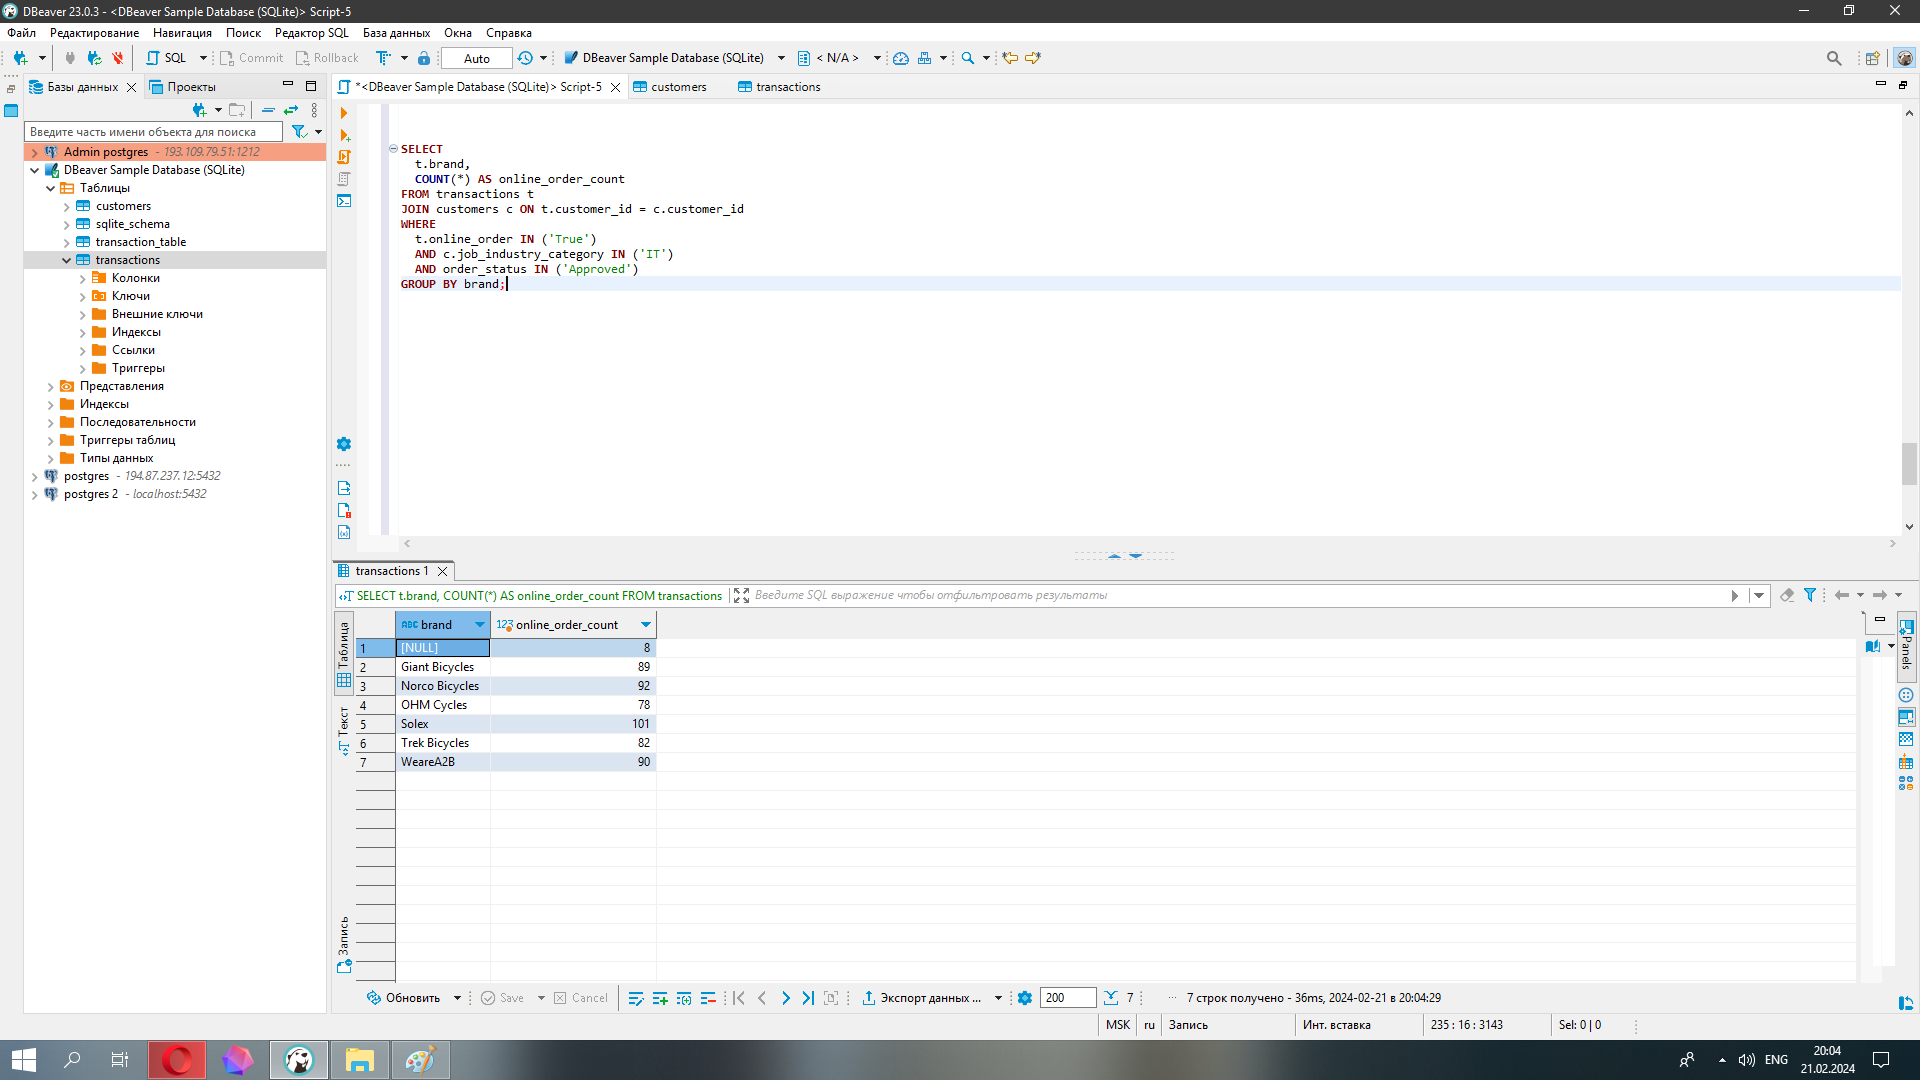 DBeaver 23.0.3 - <DBeaver Sample Database (SQLite)> Script-5
Файл Редактирование Навигация Поиск Редактор SQL База данных Окна Справка
SQL Commit Rollback Auto DBeaver Sample Database (SQLite) < N/A >
Базы данных Проекты
*<DBeaver Sample Database (SQLite)> Script-5 customers transactions
Введите часть имени объекта для поиска
Admin postgres - 193.109.79.51:1212
DBeaver Sample Database (SQLite)
Таблицы
customers
sqlite_schema
transaction_table
transactions
Колонки
Ключи
Внешние ключи
Индексы
Ссылки
Триггеры
Представления
Индексы
Последовательности
Триггеры таблиц
Типы данных
postgres - 194.87.237.12:5432
postgres 2 - localhost:5432
SELECT
t.brand,
COUNT(*) AS online_order_count
FROM transactions t
JOIN customers c ON t.customer_id = c.customer_id
WHERE
t.online_order IN ('True')
AND c.job_industry_category IN ('IT')
AND order_status IN ('Approved')
GROUP BY brand;
transactions 1
SELECT t.brand, COUNT(*) AS online_order_count FROM transactions
Введите SQL выражение чтобы отфильтровать результаты
Таблица
Текст
Запись
ABC brand 123 online_order_count
1 [NULL] 8
2 Giant Bicycles 89
3 Norco Bicycles 92
4 OHM Cycles 78
5 Solex 101
6 Trek Bicycles 82
7 WeareA2B 90
Panels
Обновить Save Cancel Экспорт данных ... 200 7 ... 7 строк получено - 36ms, 2024-02-21 в 20:04:29
MSK ru Запись Инт. вставка 235 : 16 : 3143 Sel: 0 | 0
ENG 20:04
21.02.2024